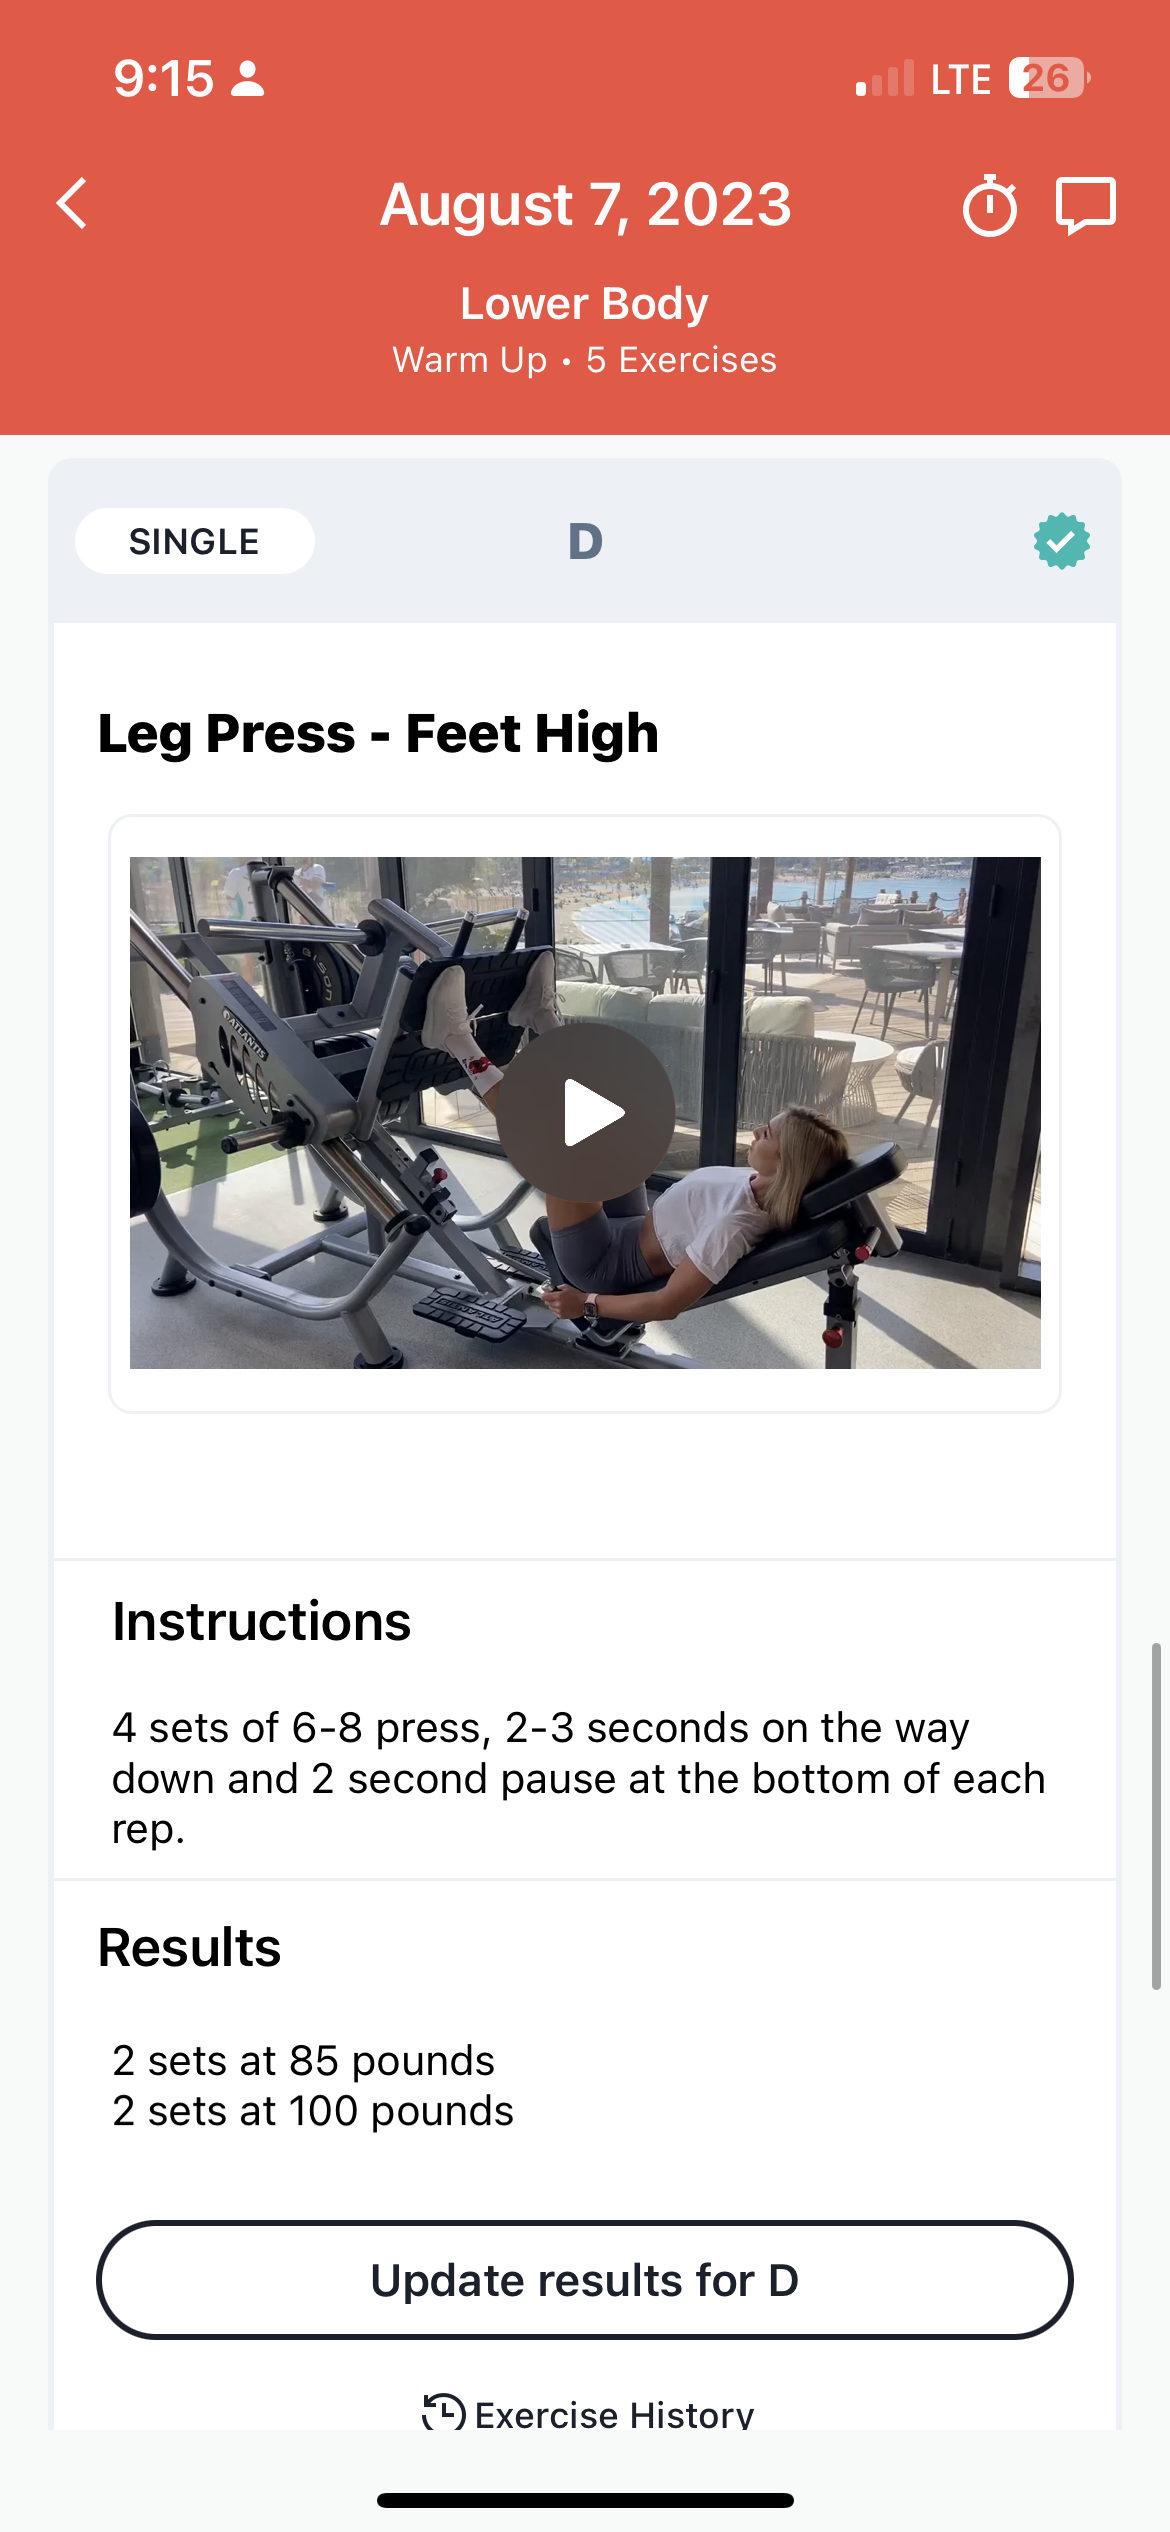 9:15
LTE 26
August 7, 2023
Lower Body
Warm Up • 5 Exercises
SINGLE
D
Leg Press - Feet High
ATLANTIS
Instructions
4 sets of 6-8 press, 2-3 seconds on the way
down and 2 second pause at the bottom of each
rep.
Results
2 sets at 85 pounds
2 sets at 100 pounds
Update results for D
Exercise History